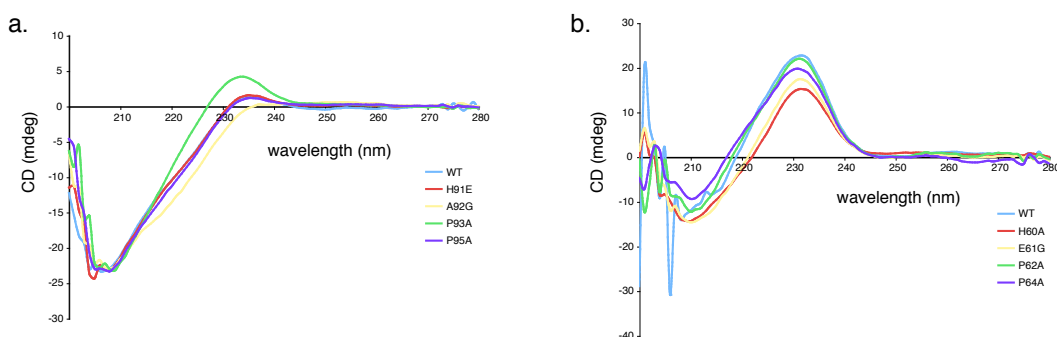 a.
CD (mdeg)
10
5
0
-5
-10
-15
-20
-25
-30
210 220 230 240 250 260 270 280
wavelength (nm)
WT
H91E
A92G
P93A
P95A
b.
CD (mdeg)
30
20
10
0
-10
-20
-30
-40
210 220 230 240 250 260 270 280
wavelength (nm)
WT
H60A
E61G
P62A
P64A